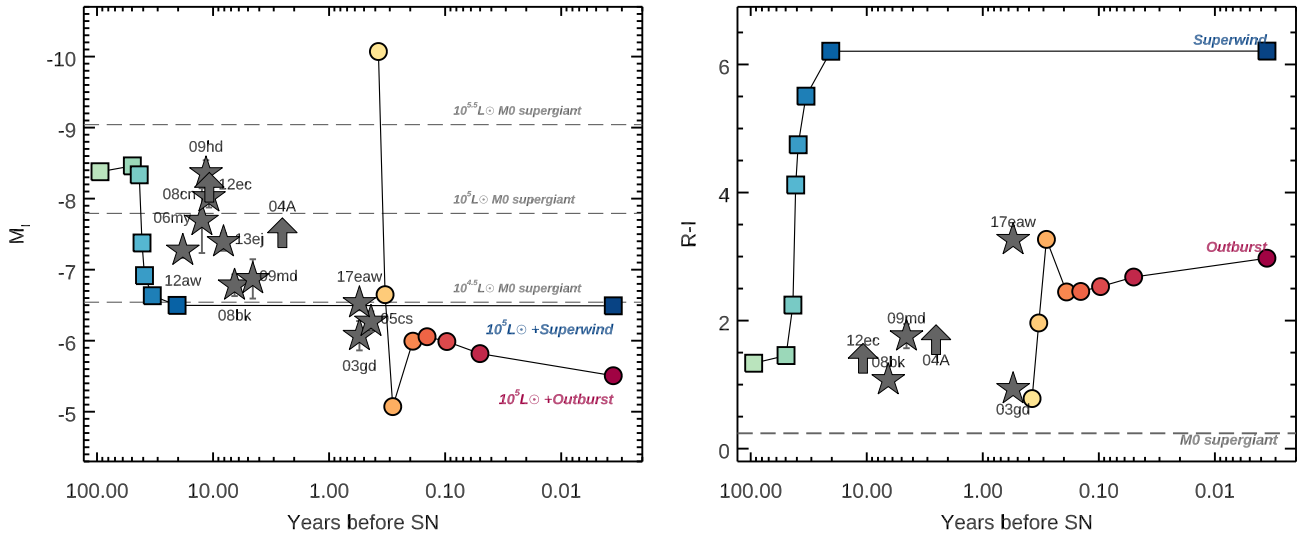 -10
-9
-8
-7
-6
-5
M_I
10^5.5 L☉ M0 supergiant
09hd
12ec
08cn
10^5 L☉ M0 supergiant
04A
06my
13ej
12aw
09md
17eaw
10^4.5 L☉ M0 supergiant
08bk
05cs
10^5 L☉ +Superwind
03gd
10^5 L☉ +Outburst
100.00
10.00
1.00
0.10
0.01
Years before SN
6
4
2
0
R-I
Superwind
17eaw
Outburst
09md
12ec
08bk
04A
03gd
M0 supergiant
100.00
10.00
1.00
0.10
0.01
Years before SN